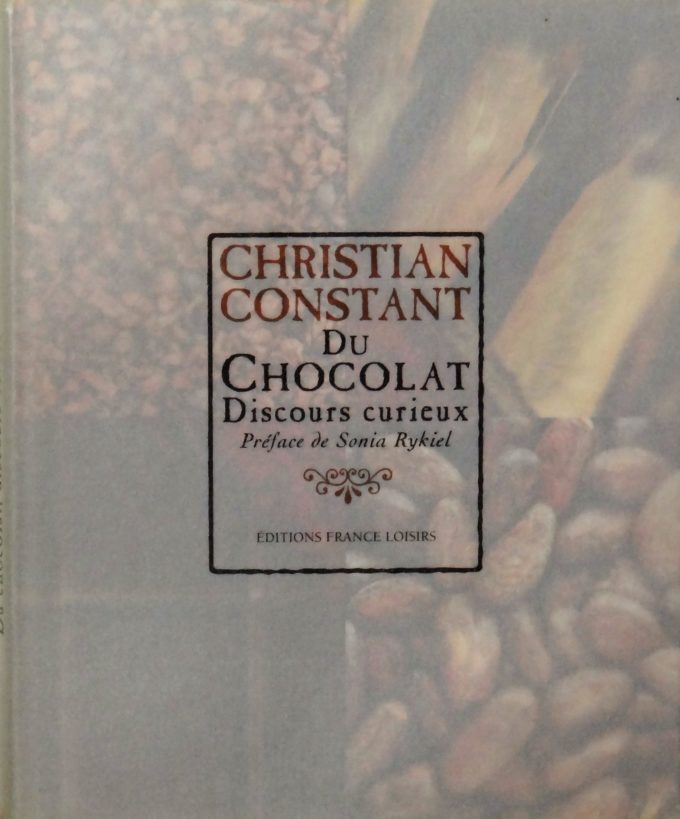 CHRISTIAN
CONSTANT
DU
CHOCOLAT
Discours curieux
Préface de Sonia Rykiel
ÉDITIONS FRANCE LOISIRS